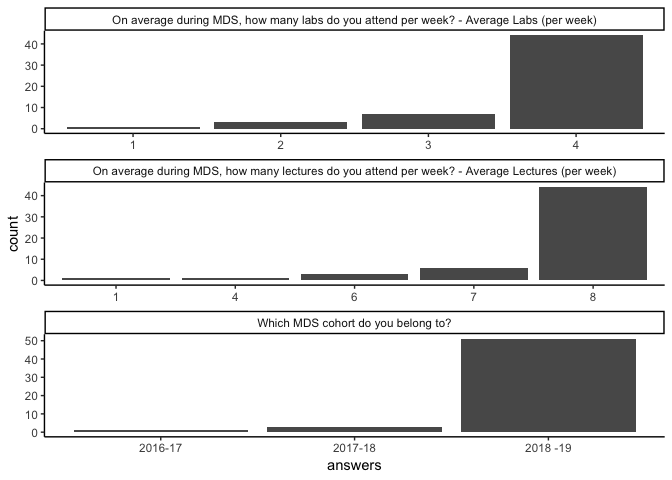 On average during MDS, how many labs do you attend per week? - Average Labs (per week)
40
30
20
10
0
1 2 3 4
On average during MDS, how many lectures do you attend per week? - Average Lectures (per week)
40
30
20
10
0
1 4 6 7 8
count
Which MDS cohort do you belong to?
50
40
30
20
10
0
2016-17 2017-18 2018 -19
answers